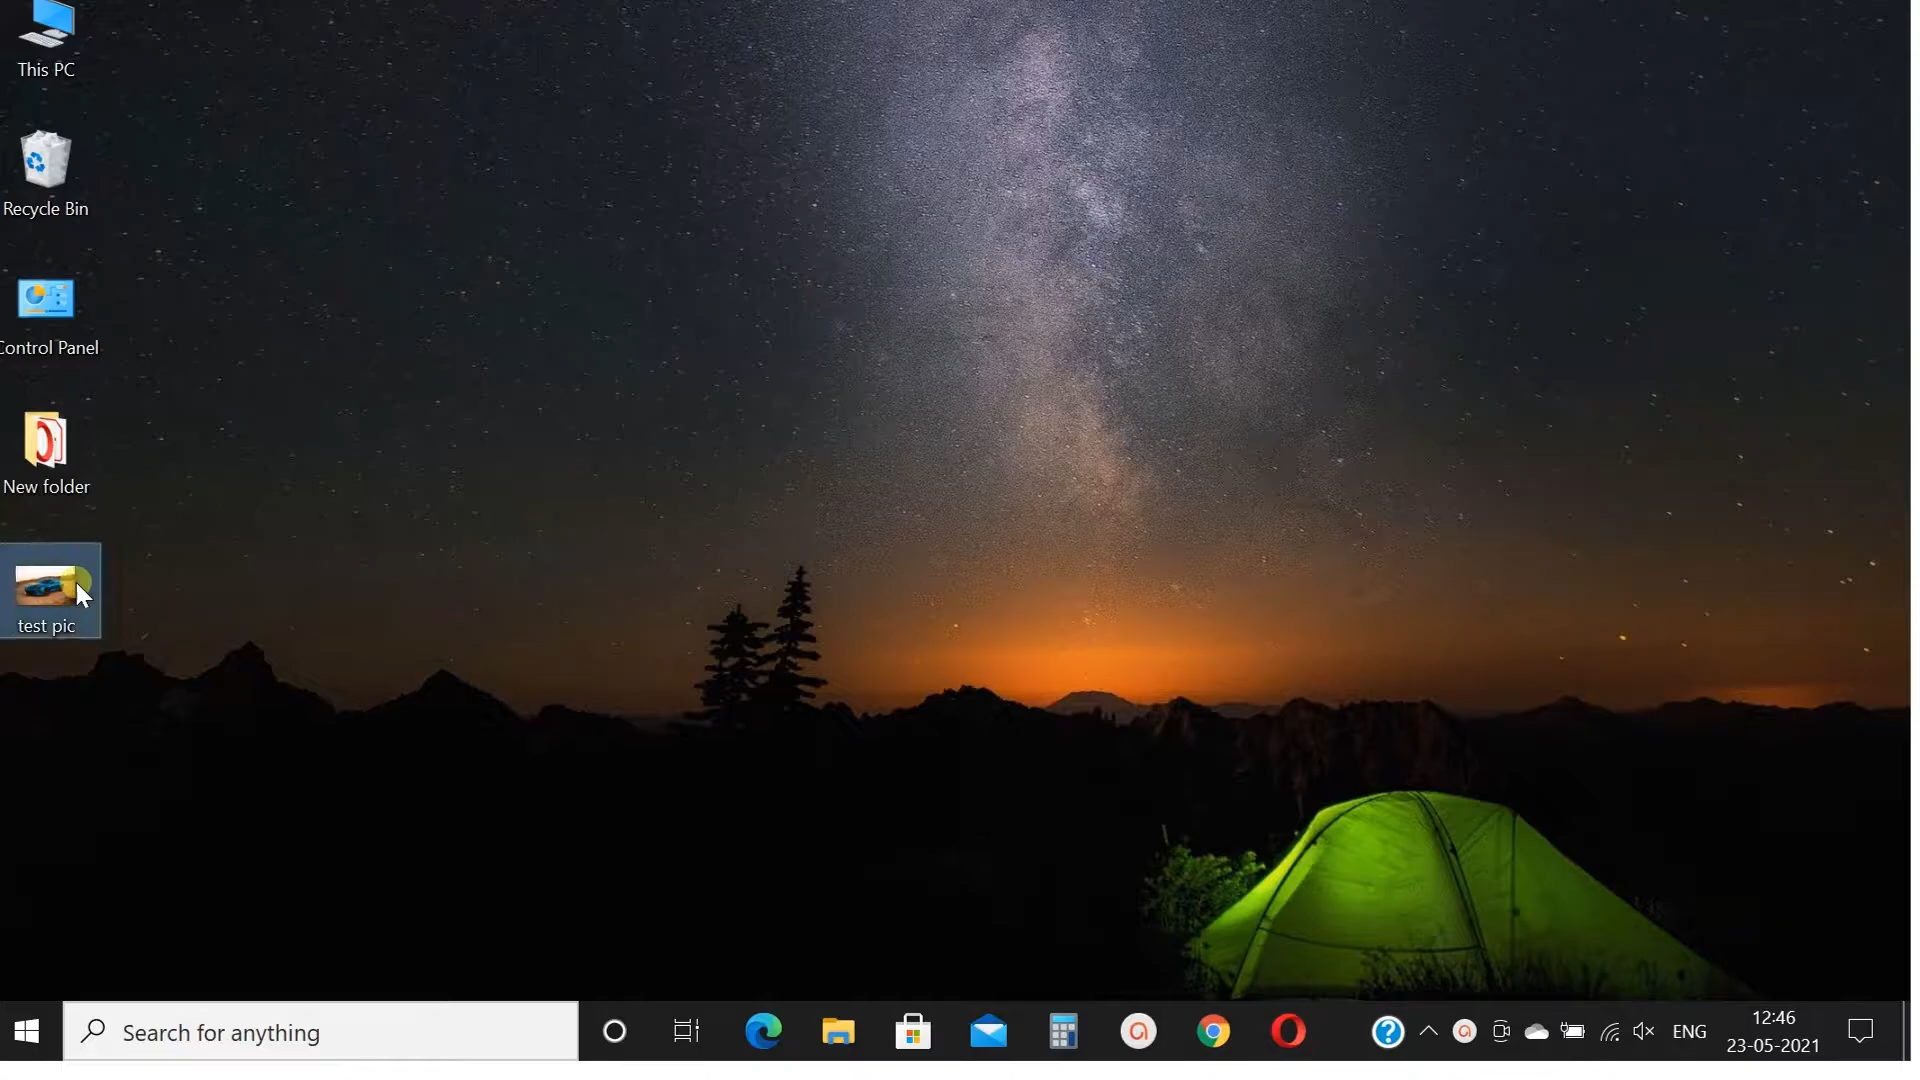 This PC
Recycle Bin
Control Panel
New folder
test pic
Search for anything
ENG
12:46
23-05-2021